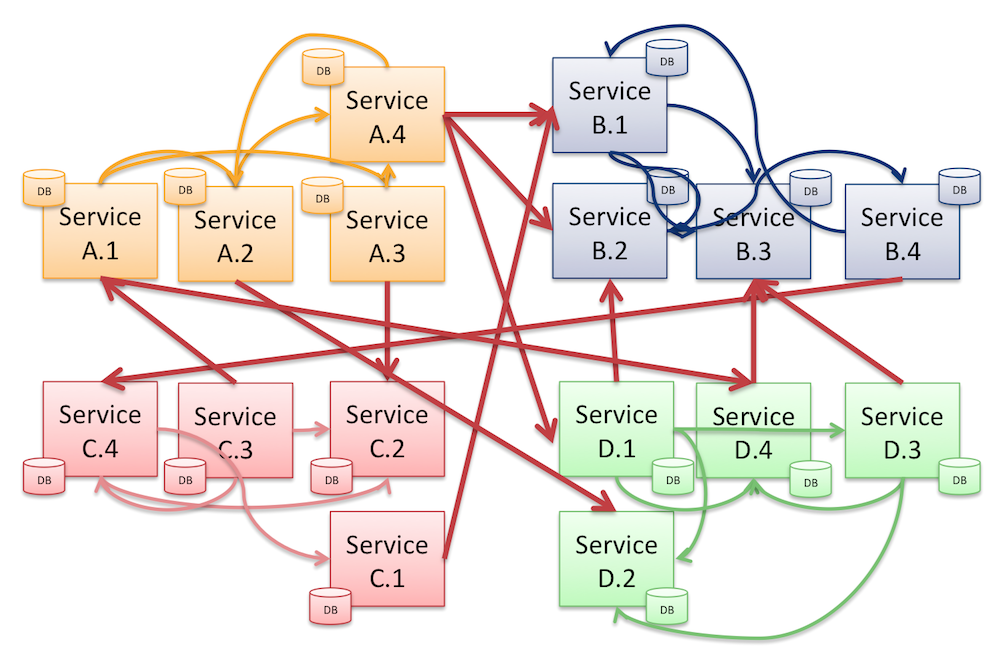 DB
Service
A.4
Service
B.1
DB
DB
Service
A.1
DB
Service
A.2
DB
Service
A.3
Service
B.2
DB
Service
B.3
DB
Service
B.4
DB
Service
C.4
DB
Service
C.3
DB
Service
C.2
DB
Service
D.1
DB
Service
D.4
DB
Service
D.3
DB
Service
C.1
DB
Service
D.2
DB